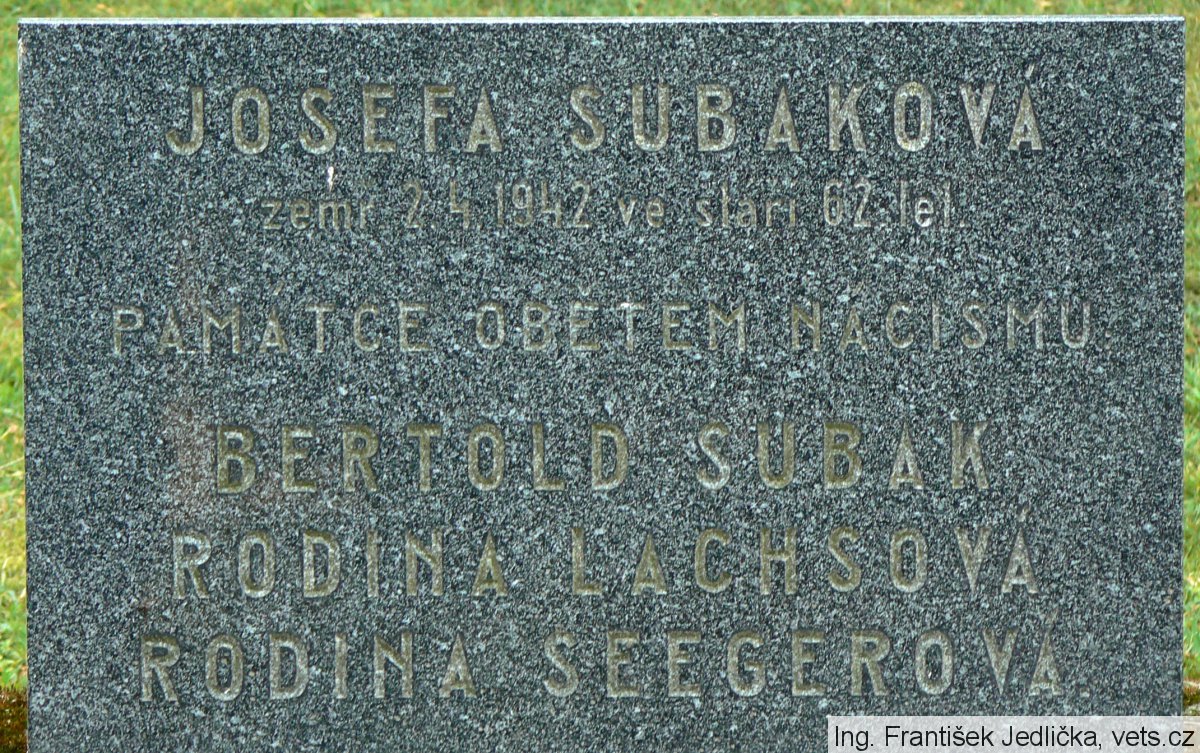 JOSEFA SUBAKOVÁ
zemř. 2.4.1942 ve stáří 62 let.
PAMÁTCE OBĚTEM NACISMU.
BERTOLD SUBAK
RODINA LACHSOVÁ
RODINA SEEGEROVÁ.
Ing. František Jedlička, vets.cz